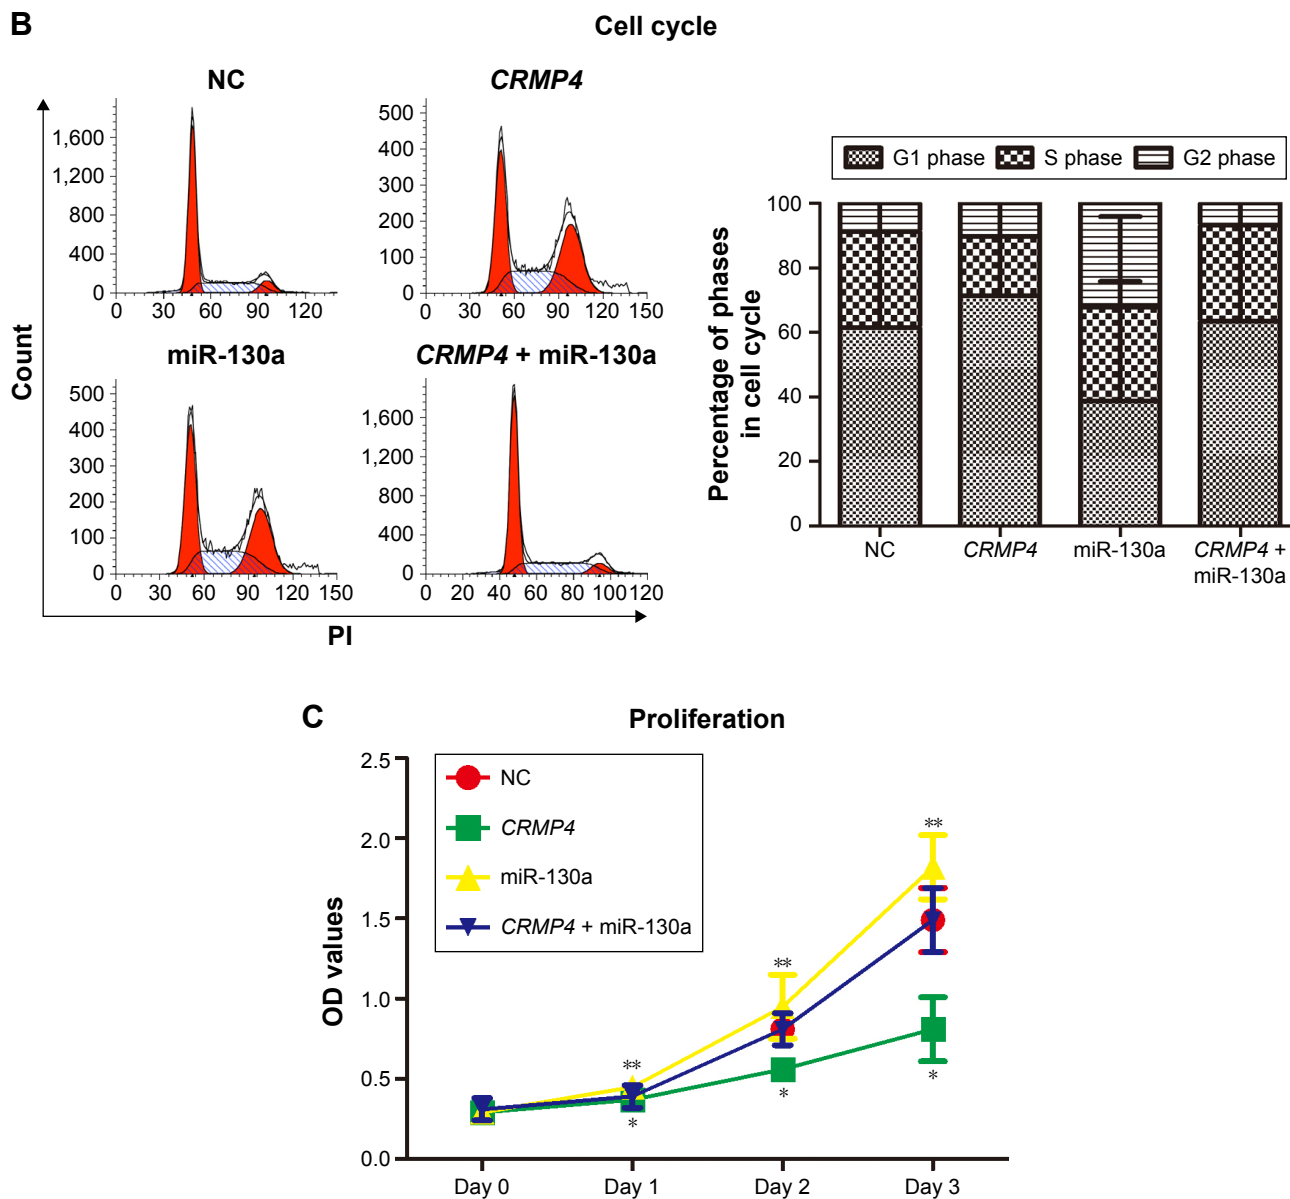 B
Cell cycle
NC
CRMP4
Count
1,600
1,200
800
400
0
0 30 60 90 120
500
400
300
200
100
0
0 30 60 90 120 150
miR-130a
CRMP4 + miR-130a
500
400
300
200
100
0
0 30 60 90 120 150
1,600
1,200
800
400
0
0 20 40 60 80 100 120
PI
G1 phase S phase G2 phase
Percentage of phases
in cell cycle
100
80
60
40
20
0
NC CRMP4 miR-130a CRMP4 +
miR-130a
C
Proliferation
OD values
2.5
2.0
1.5
1.0
0.5
0.0
NC
CRMP4
miR-130a
CRMP4 + miR-130a
**
*
**
*
**
*
Day 0 Day 1 Day 2 Day 3